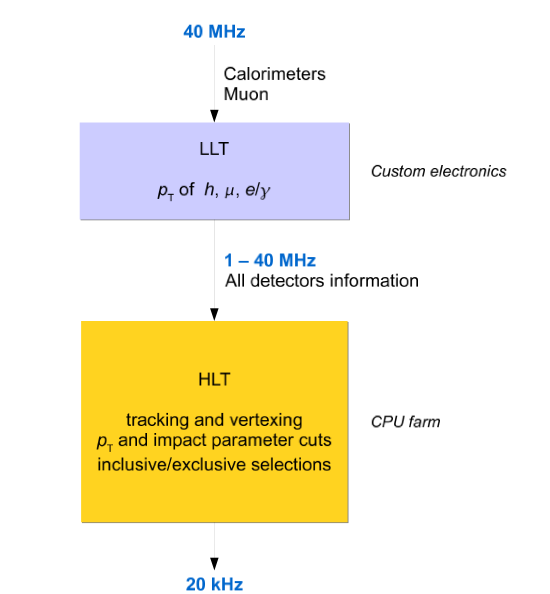 40 MHz
Calorimeters
Muon
LLT
pT of h, μ, e/γ
Custom electronics
1 – 40 MHz
All detectors information
HLT
tracking and vertexing
pT and impact parameter cuts
inclusive/exclusive selections
CPU farm
20 kHz